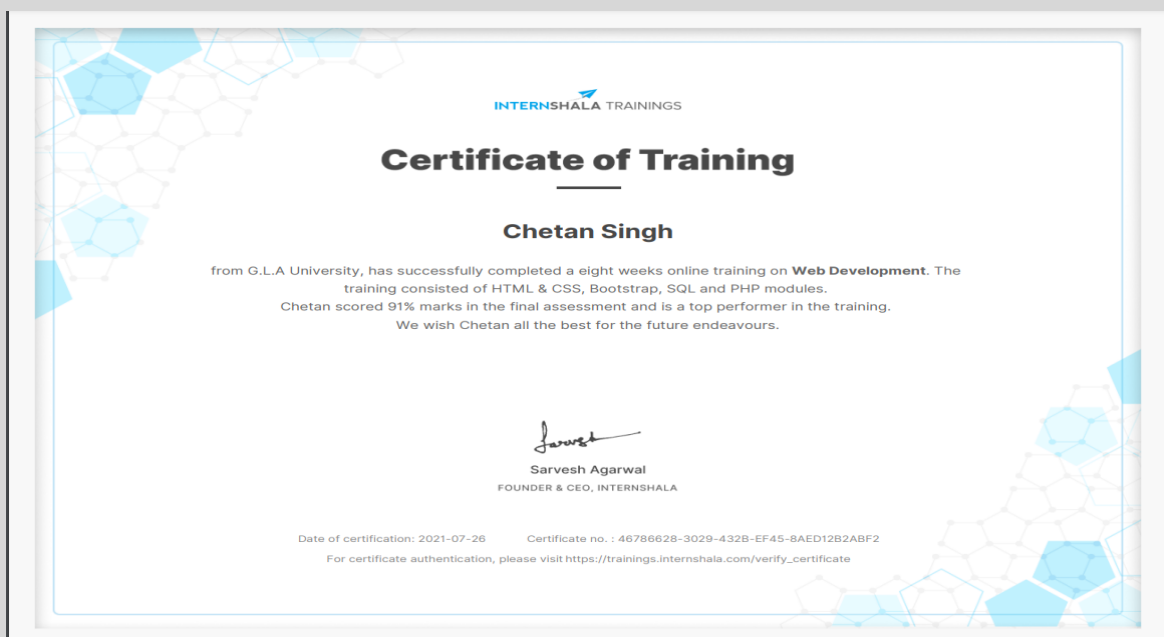 INTERNSHALA TRAININGS
Certificate of Training
Chetan Singh
from G.L.A University, has successfully completed a eight weeks online training on Web Development. The
training consisted of HTML & CSS, Bootstrap, SQL and PHP modules.
Chetan scored 91% marks in the final assessment and is a top performer in the training.
We wish Chetan all the best for the future endeavours.
Sarvesh
Sarvesh Agarwal
FOUNDER & CEO, INTERNSHALA
Date of certification: 2021-07-26 Certificate no. : 46786628-3029-432B-EF45-8AED12B2ABF2
For certificate authentication, please visit https://trainings.internshala.com/verify_certificate